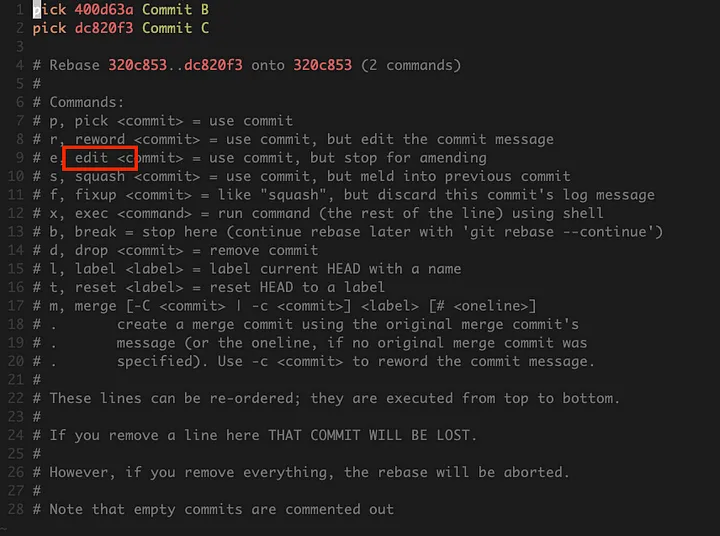 1 pick 400d63a Commit B
2 pick dc820f3 Commit C
3
4 # Rebase 320c853..dc820f3 onto 320c853 (2 commands)
5 #
6 # Commands:
7 # p, pick <commit> = use commit
8 # r, reword <commit> = use commit, but edit the commit message
9 # e, edit <commit> = use commit, but stop for amending
10 # s, squash <commit> = use commit, but meld into previous commit
11 # f, fixup <commit> = like "squash", but discard this commit's log message
12 # x, exec <command> = run command (the rest of the line) using shell
13 # b, break = stop here (continue rebase later with 'git rebase --continue')
14 # d, drop <commit> = remove commit
15 # l, label <label> = label current HEAD with a name
16 # t, reset <label> = reset HEAD to a label
17 # m, merge [-C <commit> | -c <commit>] <label> [# <oneline>]
18 # .       create a merge commit using the original merge commit's
19 # .       message (or the oneline, if no original merge commit was
20 # .       specified). Use -c <commit> to reword the commit message.
21 #
22 # These lines can be re-ordered; they are executed from top to bottom.
23 #
24 # If you remove a line here THAT COMMIT WILL BE LOST.
25 #
26 # However, if you remove everything, the rebase will be aborted.
27 #
28 # Note that empty commits are commented out
~